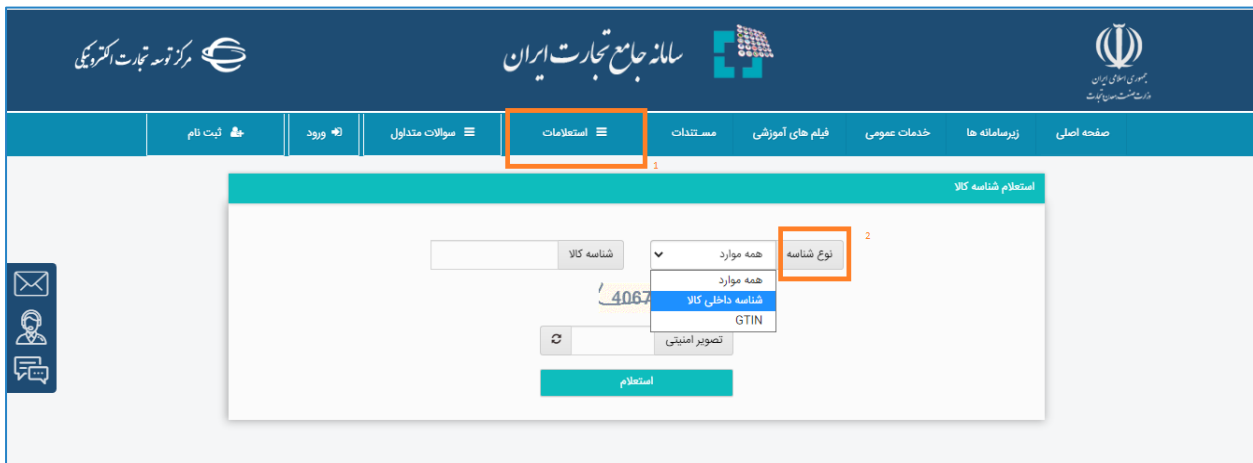 جمهوری اسلامی ایران
وزارت صنعت، معدن و تجارت
سامانه جامع تجارت ایران
مرکز توسعه تجارت الکترونیکی
صفحه اصلی
زیرسامانه ها
خدمات عمومی
فیلم های آموزشی
مستندات
استعلامات
سوالات متداول
ورود
ثبت نام
1
استعلام شناسه کالا
2
نوع شناسه
همه موارد
شناسه کالا
همه موارد
شناسه داخلی کالا
GTIN
4067
تصویر امنیتی
استعلام